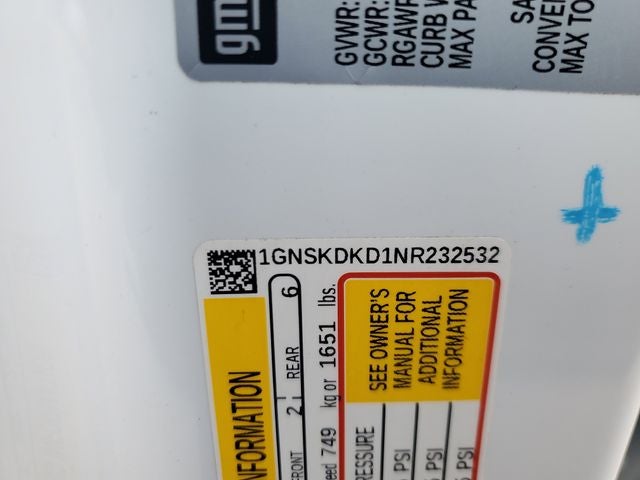 gm
GVWR:
GCWR:
RGAWR
CURB W
MAX PA
SA
CONVE
MAX TO
1GNSKDKD1NR232532
NFORMATION
FRONT 2 REAR 6
eed 749 kg or 1651 lbs.
SEE OWNER'S
MANUAL FOR
ADDITIONAL
INFORMATION
RESSURE
PSI
PSI
PSI